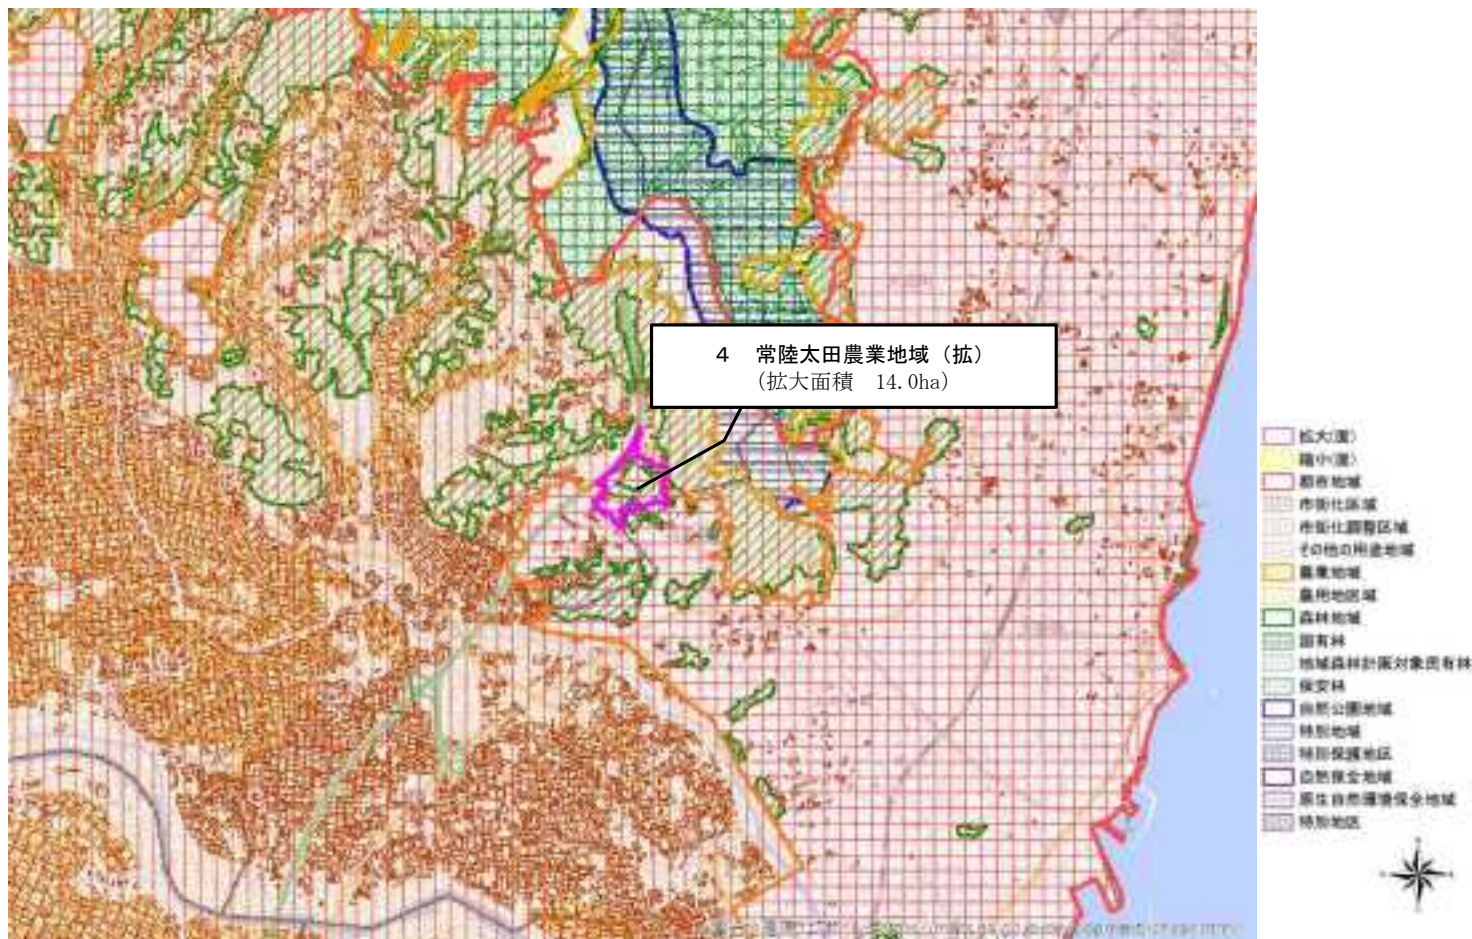 4 常陸太田農業地域（拡）
（拡大面積 14.0ha）
拡大(面)
縮小(面)
都市地域
市街化区域
市街化調整区域
その他の用途地域
農業地域
農用地区域
森林地域
国有林
地域森林計画対象民有林
保安林
自然公園地域
特別地域
特別保護地区
自然保全地域
原生自然環境保全地域
特別地区